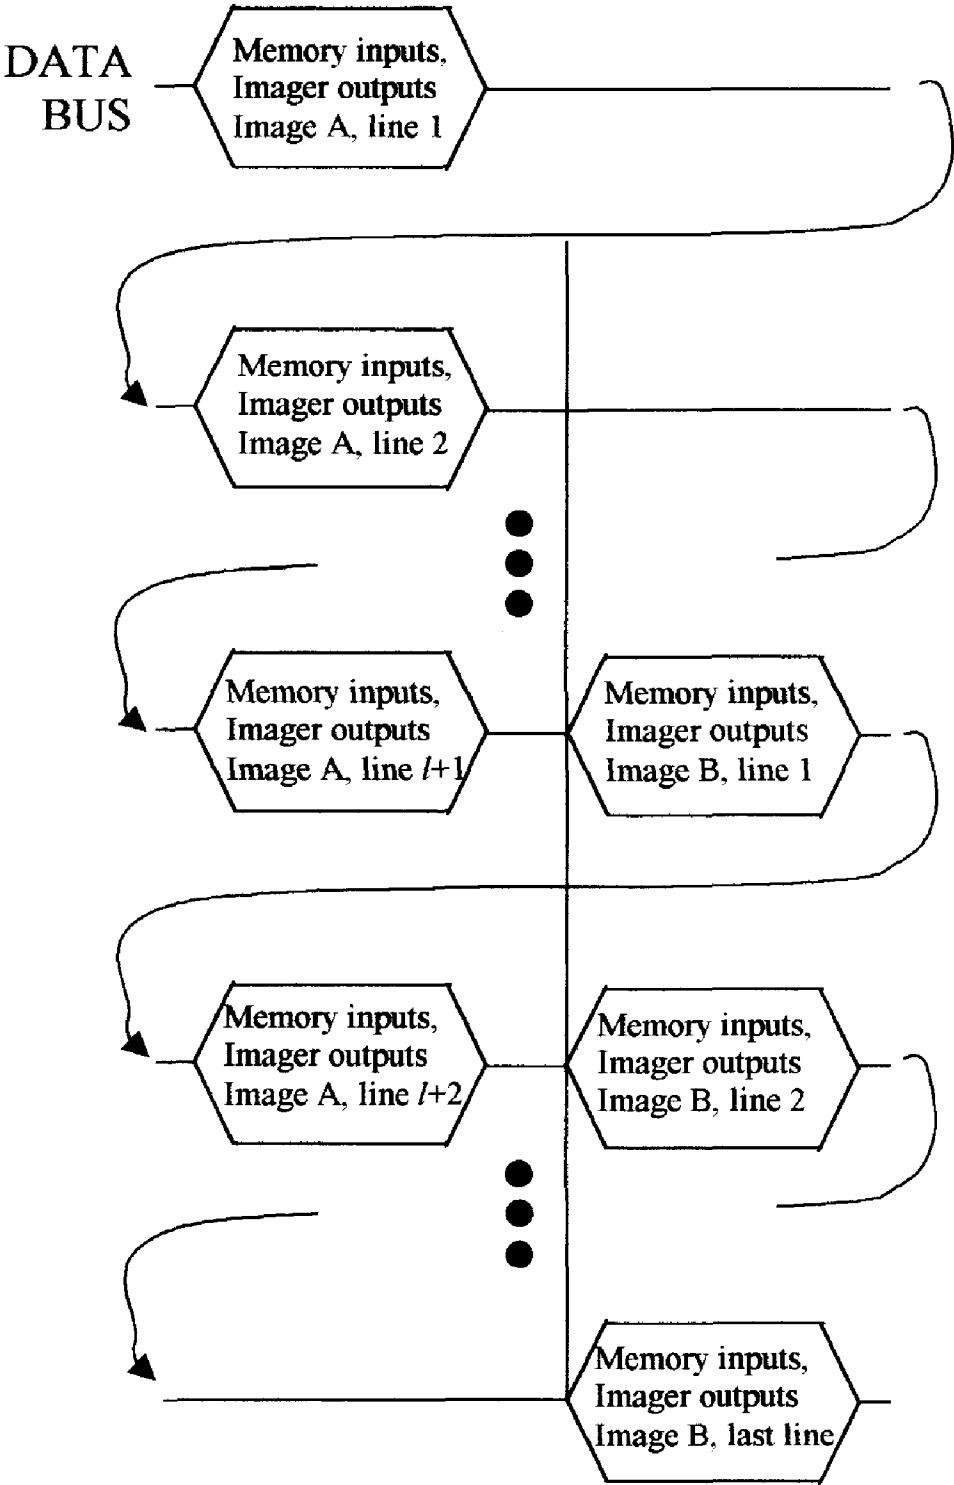 DATA
BUS
Memory inputs,
Imager outputs
Image A, line 1
Memory inputs,
Imager outputs
Image A, line 2
Memory inputs,
Imager outputs
Image A, line l+1
Memory inputs,
Imager outputs
Image B, line 1
Memory inputs,
Imager outputs
Image A, line l+2
Memory inputs,
Imager outputs
Image B, line 2
Memory inputs,
Imager outputs
Image B, last line